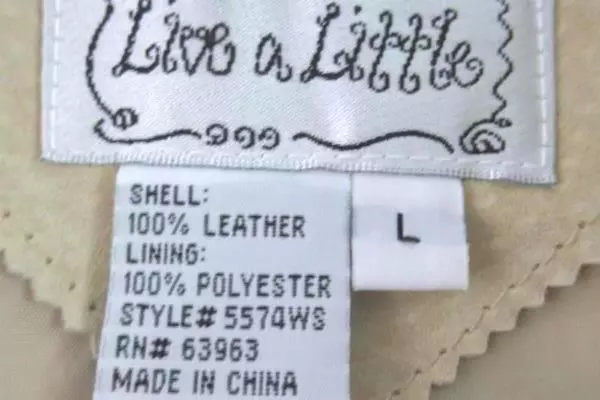 Live a Little
SHELL:
100% LEATHER
LINING:
100% POLYESTER
STYLE# 5574WS
RN# 63963
MADE IN CHINA
L